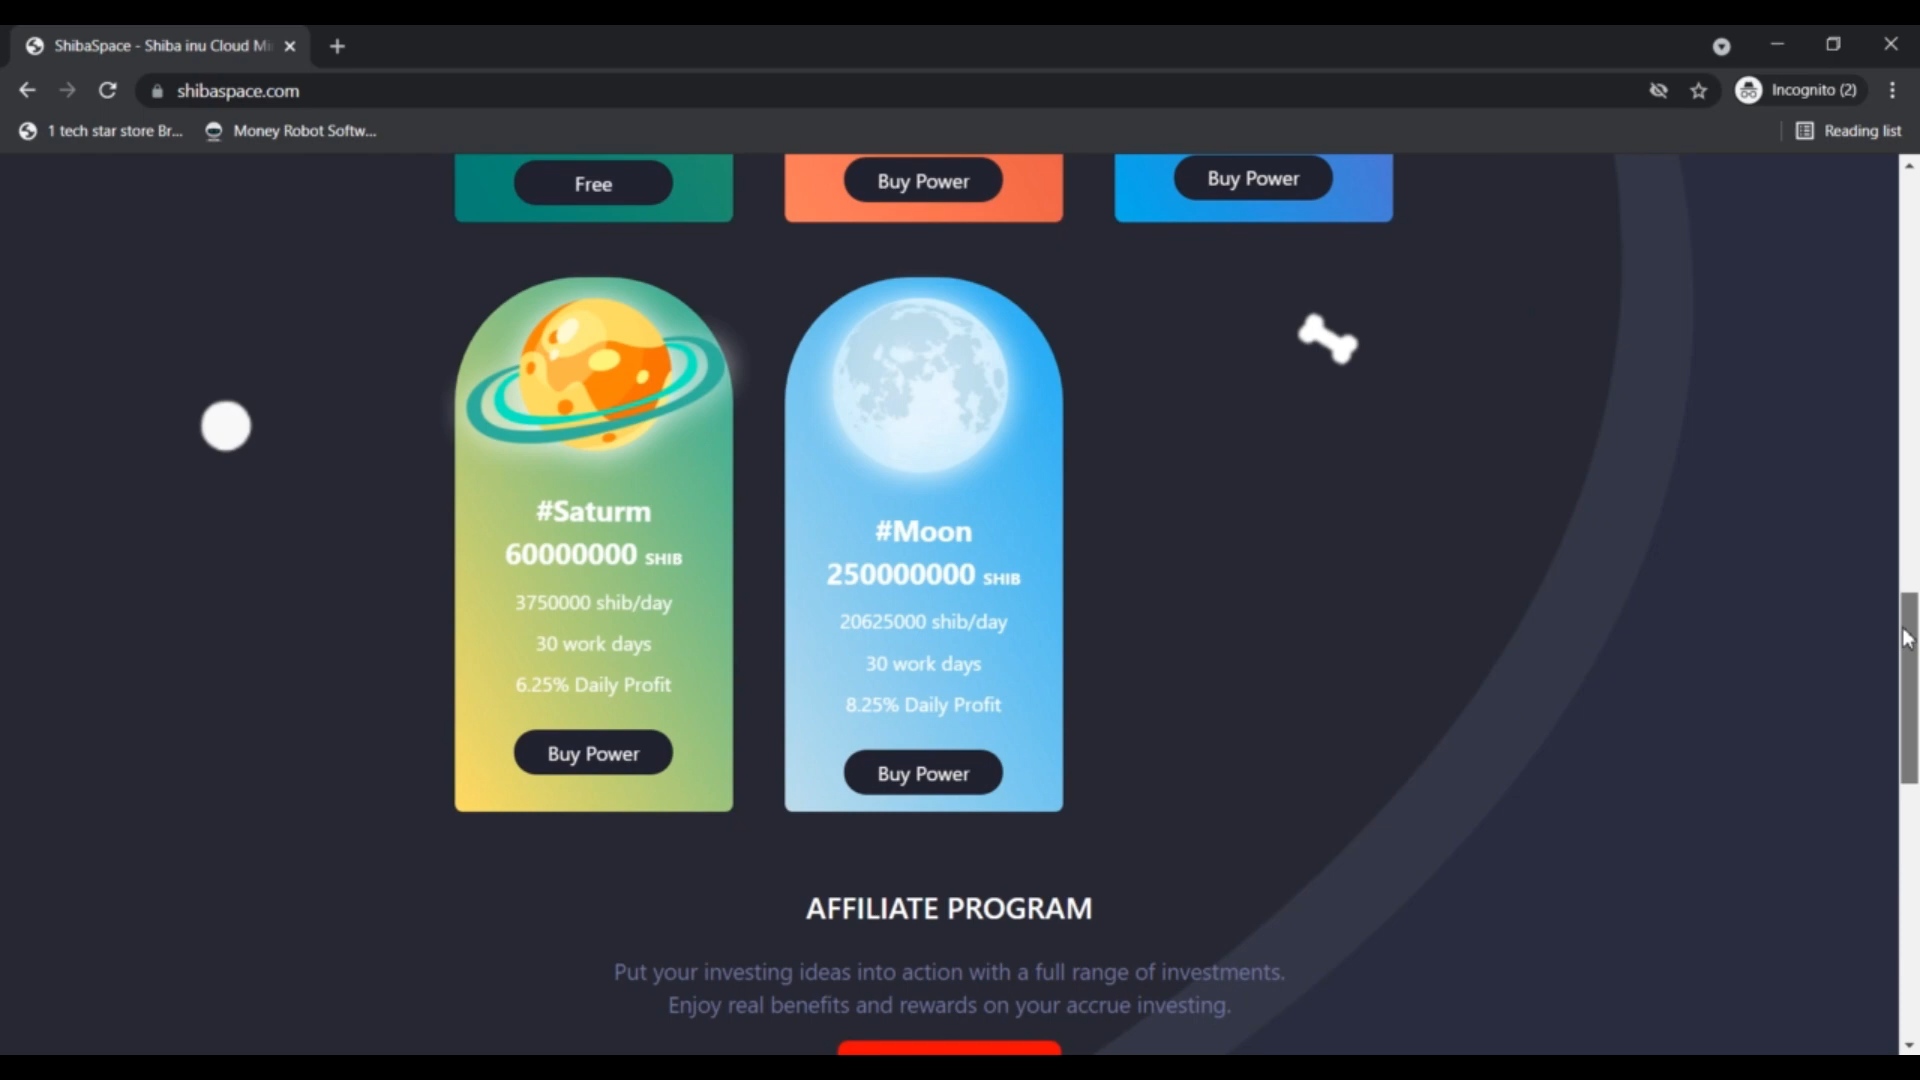 ShibaSpace - Shiba inu Cloud Mi
shibaspace.com
Incognito (2)
1 tech star store Br...
Money Robot Softw...
Reading list
Free
Buy Power
Buy Power
#Saturm
60000000 SHIB
3750000 shib/day
30 work days
6.25% Daily Profit
Buy Power
#Moon
250000000 SHIB
20625000 shib/day
30 work days
8.25% Daily Profit
Buy Power
AFFILIATE PROGRAM
Put your investing ideas into action with a full range of investments.
Enjoy real benefits and rewards on your accrue investing.